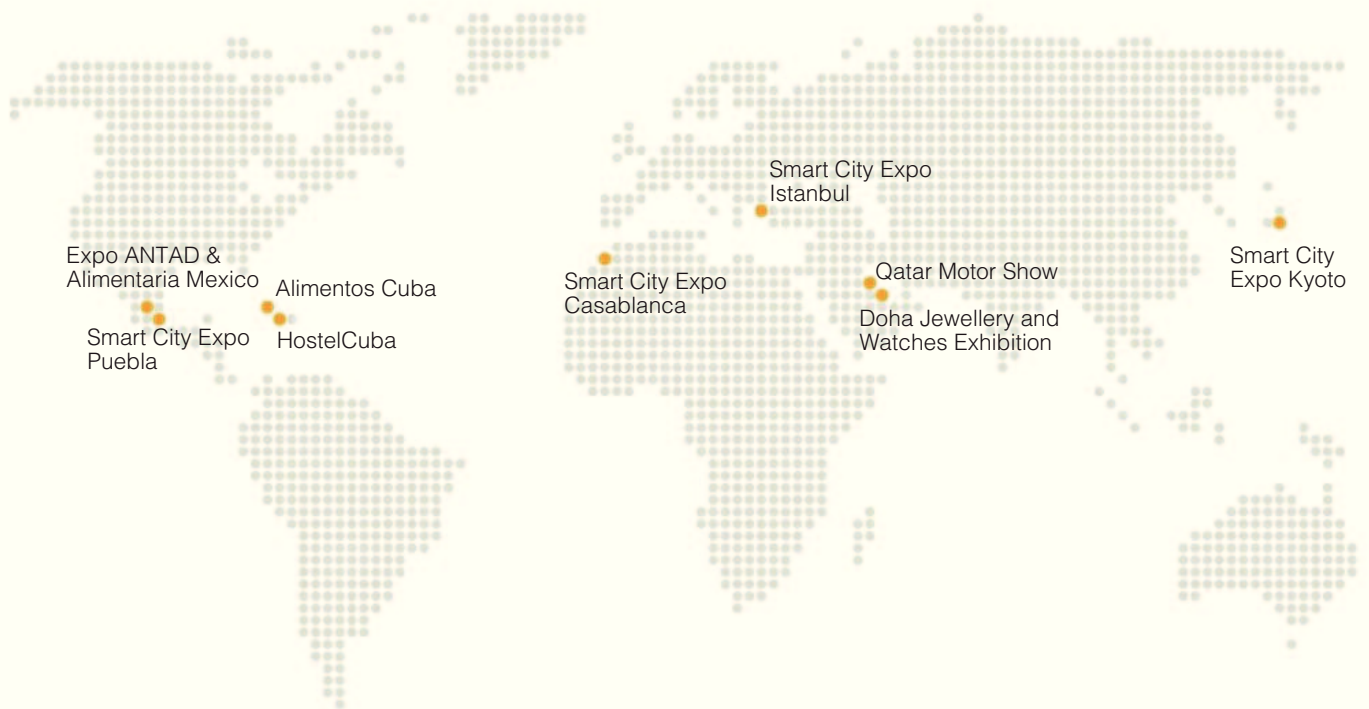 Smart City Expo
Istanbul
Expo ANTAD &
Alimentaria Mexico
Alimentos Cuba
Smart City Expo
Puebla
HostelCuba
Smart City Expo
Casablanca
Qatar Motor Show
Doha Jewellery and
Watches Exhibition
Smart City
Expo Kyoto